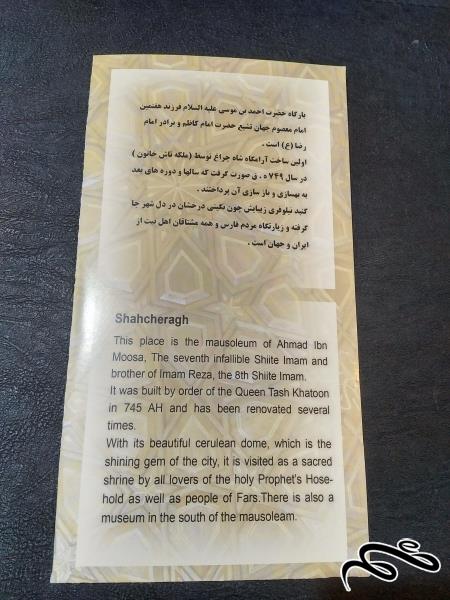 بارگاه حضرت احمد بن موسی علیه السلام فرزند هفتمین
امام معصوم جهان تشیع حضرت امام کاظم و برادر امام
رضا (ع) است .
اولین ساخت آرامگاه شاه چراغ توسط (ملکه تاش خاتون )
در سال ۷۴۹ ه . ق صورت گرفت که سالها و دوره های بعد
به بهسازی و باز سازی آن پرداختند .
گنبد نیلوفری زیبایش چون نگینی درخشان در دل شهر جا
گرفته و زیارتگاه مردم فارس و همه مشتاقان اهل بیت از
ایران و جهان است .
Shahcheragh
This place is the mausoleum of Ahmad Ibn
Moosa, The seventh infallible Shiite Imam and
brother of Imam Reza, the 8th Shiite Imam.
It was built by order of the Queen Tash Khatoon
in 745 AH and has been renovated several
times.
With its beautiful cerulean dome, which is the
shining gem of the city, it is visited as a sacred
shrine by all lovers of the holy Prophet's Hose-
hold as well as people of Fars.There is also a
museum in the south of the mausoleam.